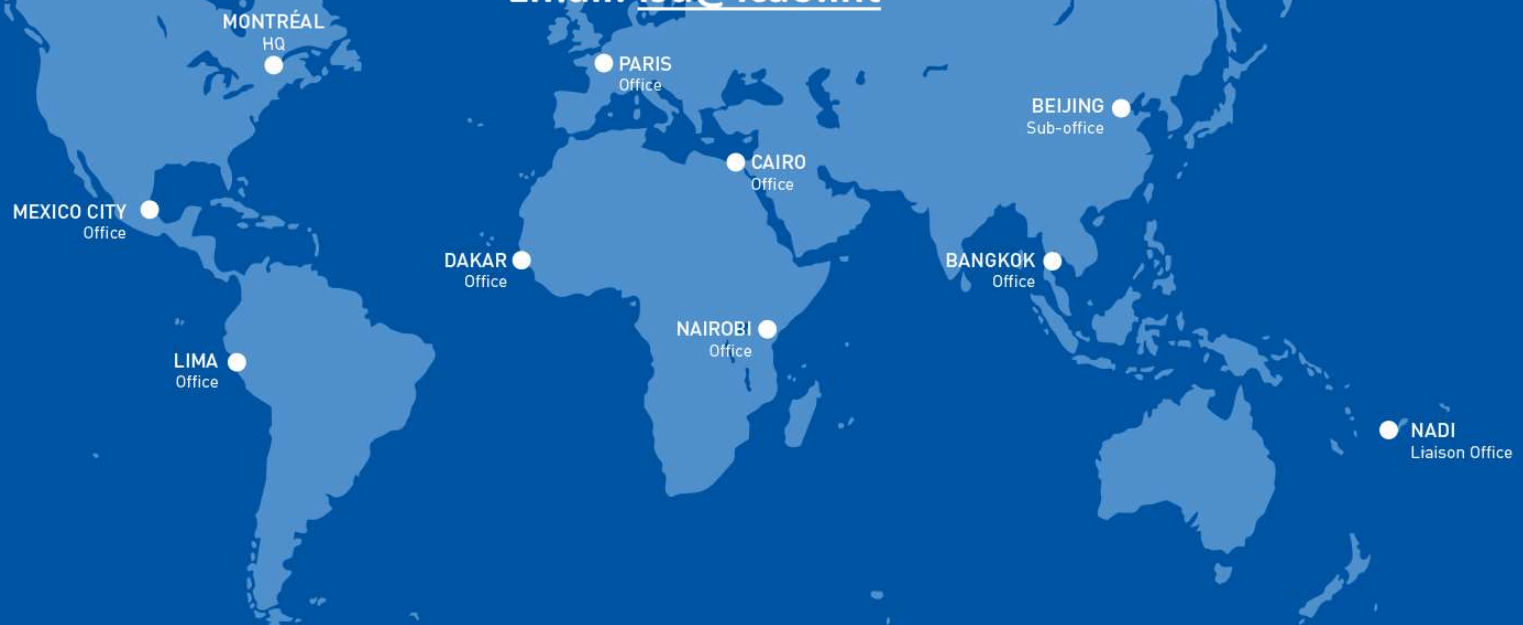 MONTRÉAL
HQ
PARIS
Office
BEIJING
Sub-office
CAIRO
Office
MEXICO CITY
Office
DAKAR
Office
BANGKOK
Office
NAIROBI
Office
LIMA
Office
NADI
Liaison Office